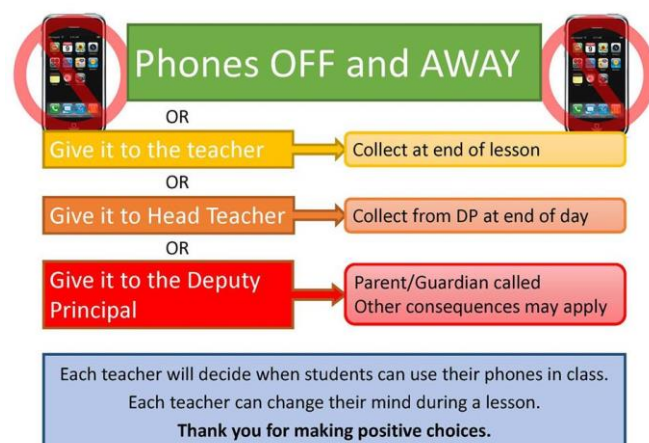 Phones OFF and AWAY
OR
Give it to the teacher
Collect at end of lesson
OR
Give it to Head Teacher
Collect from DP at end of day
OR
Give it to the Deputy
Principal
Parent/Guardian called
Other consequences may apply
Each teacher will decide when students can use their phones in class.
Each teacher can change their mind during a lesson.
Thank you for making positive choices.